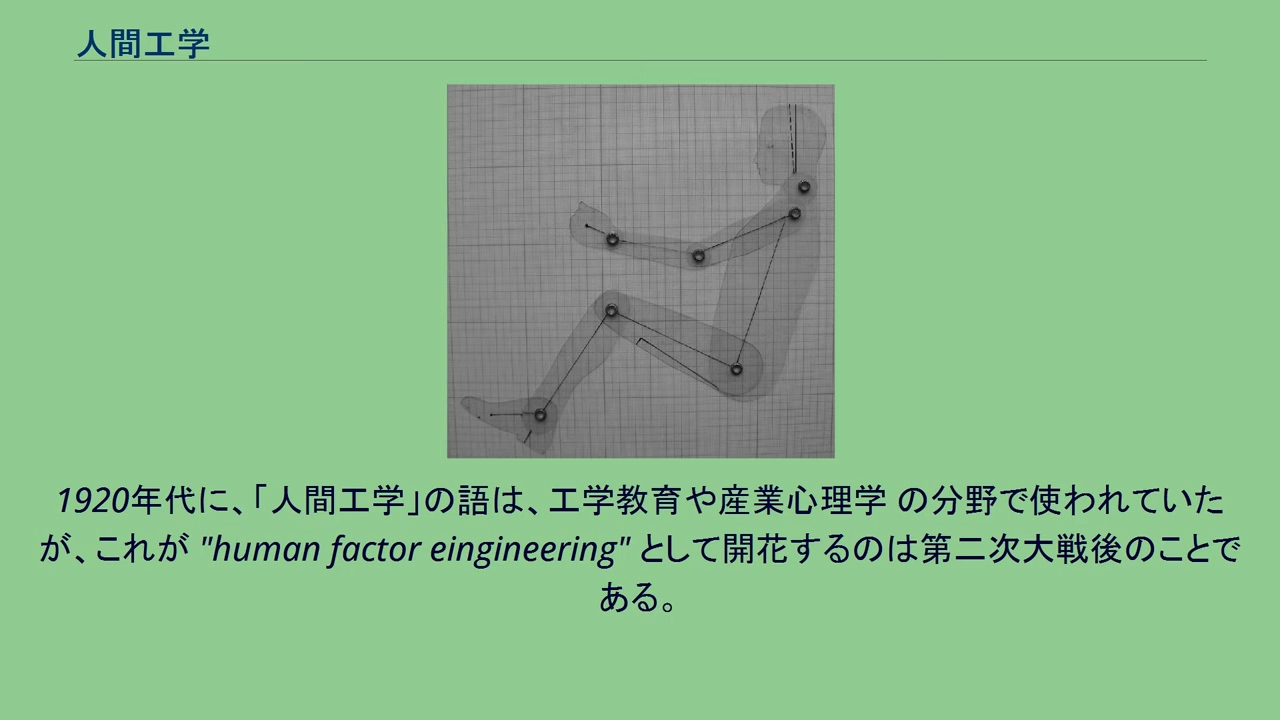 人間工学
1920年代に、「人間工学」の語は、工学教育や産業心理学 の分野で使われていた
が、これが "human factor eingineering" として開花するのは第二次大戦後のことで
ある。